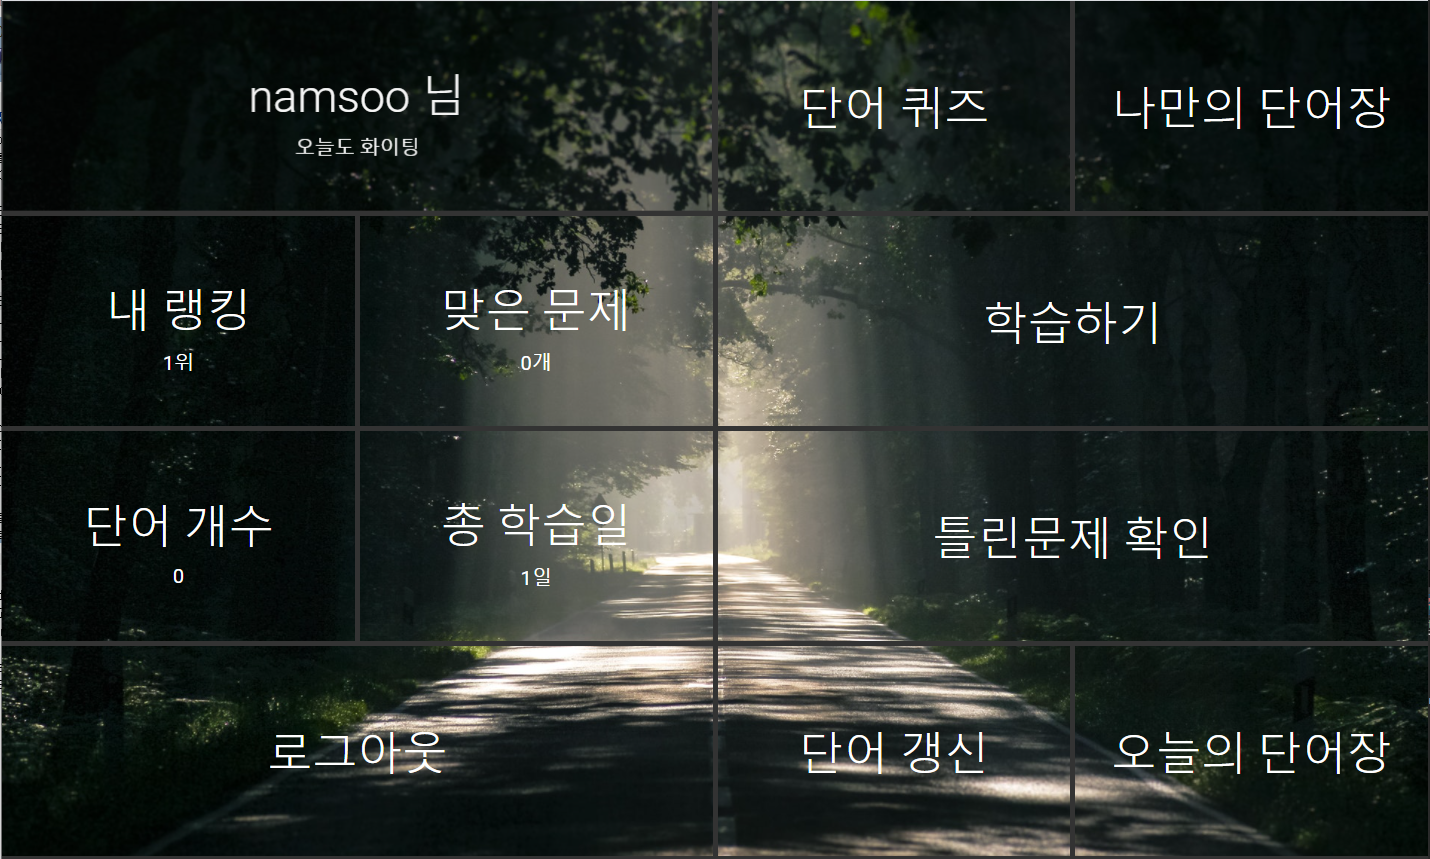 namsoo 님
오늘도 화이팅
단어 퀴즈
나만의 단어장
내 랭킹
1위
맞은 문제
0개
학습하기
단어 개수
0
총 학습일
1일
틀린문제 확인
로그아웃
단어 갱신
오늘의 단어장